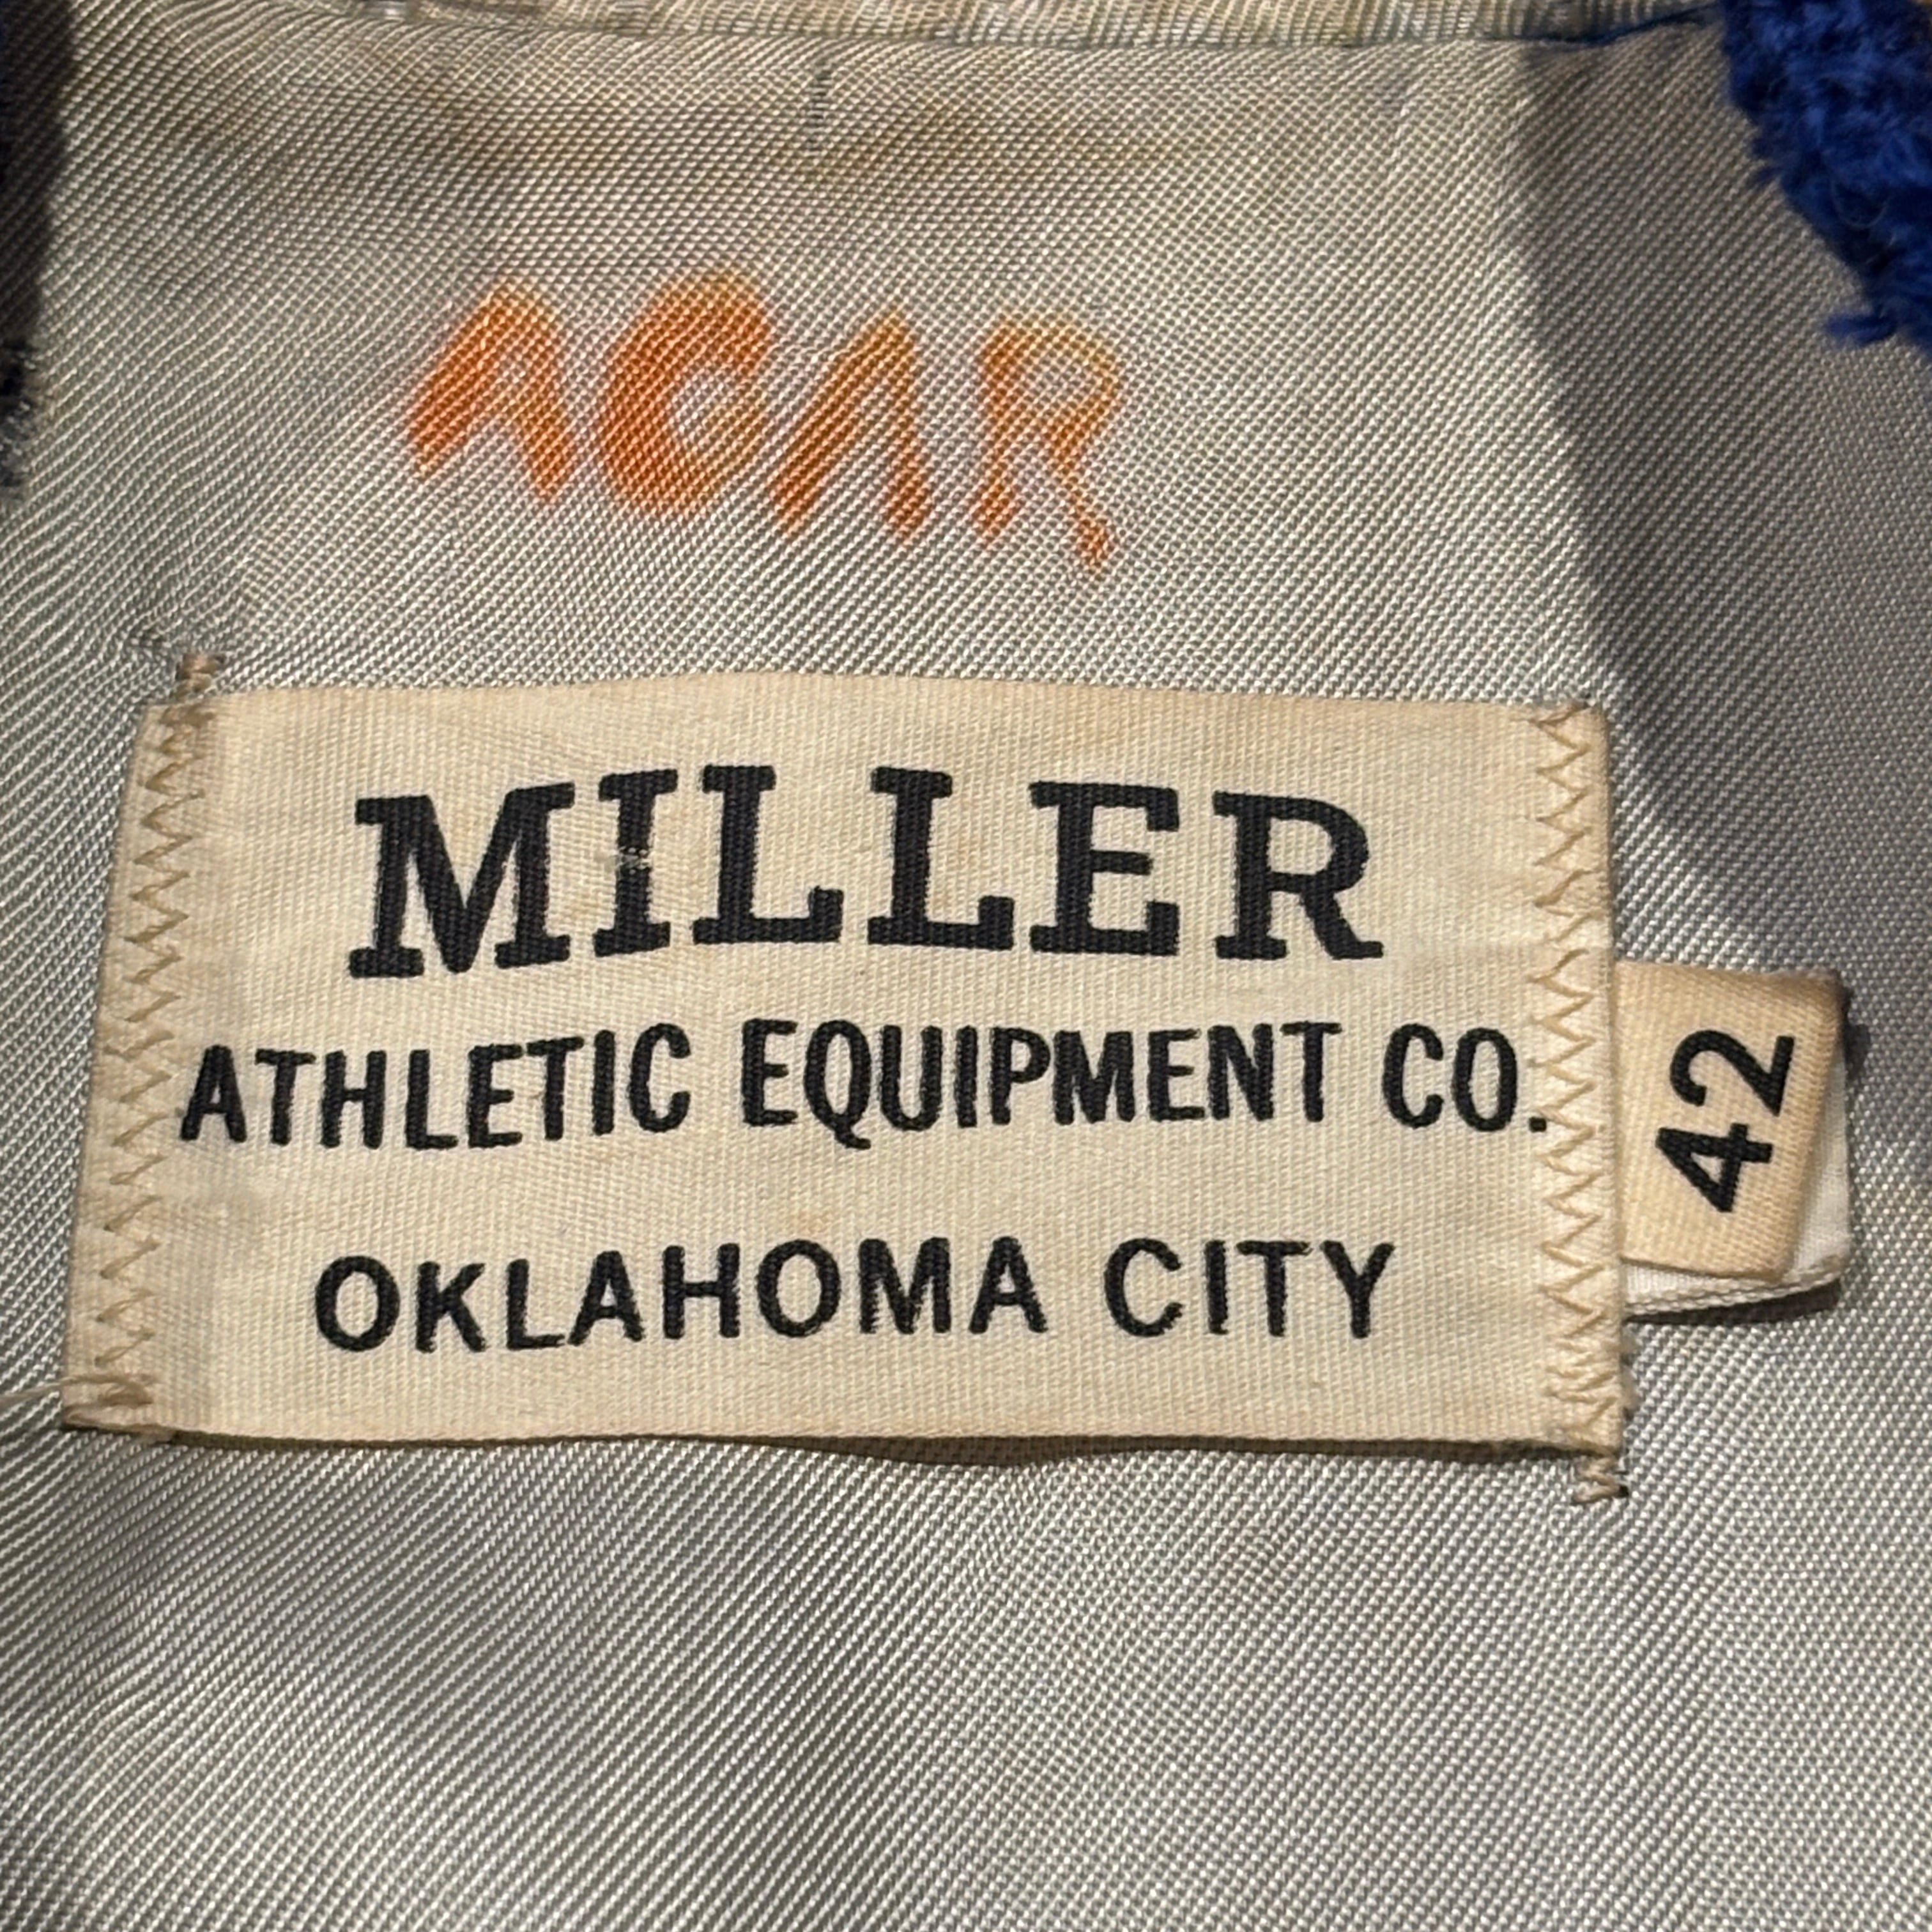 ACAR
MILLER
ATHLETIC EQUIPMENT CO.
OKLAHOMA CITY
42